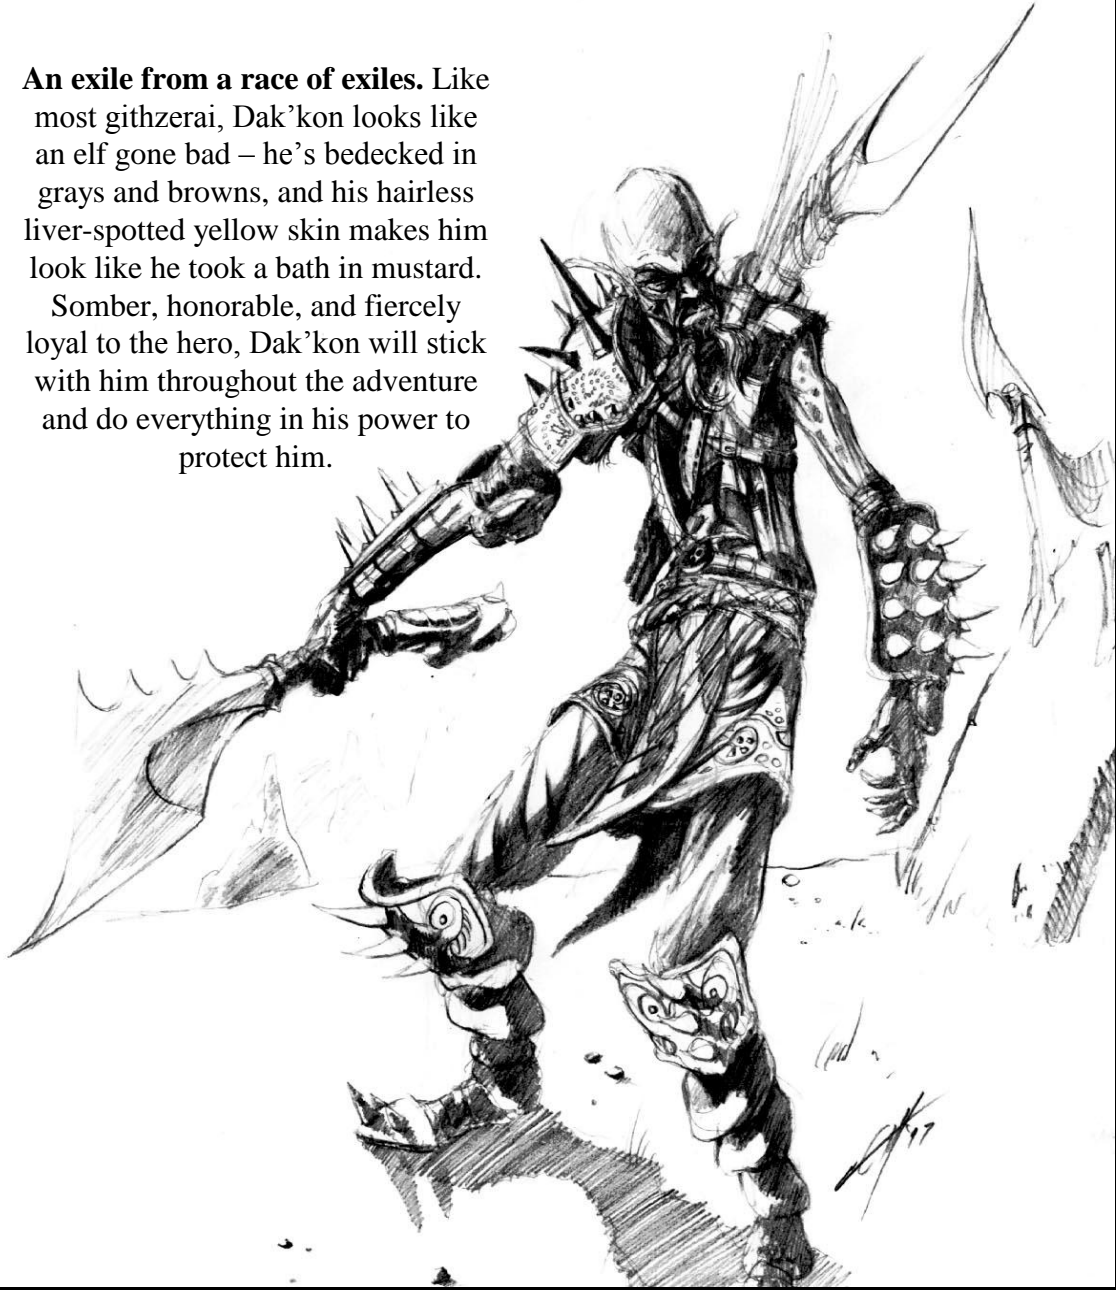 An exile from a race of exiles. Like
most githzerai, Dak’kon looks like
an elf gone bad – he’s bedecked in
grays and browns, and his hairless
liver-spotted yellow skin makes him
look like he took a bath in mustard.
Somber, honorable, and fiercely
loyal to the hero, Dak’kon will stick
with him throughout the adventure
and do everything in his power to
protect him.